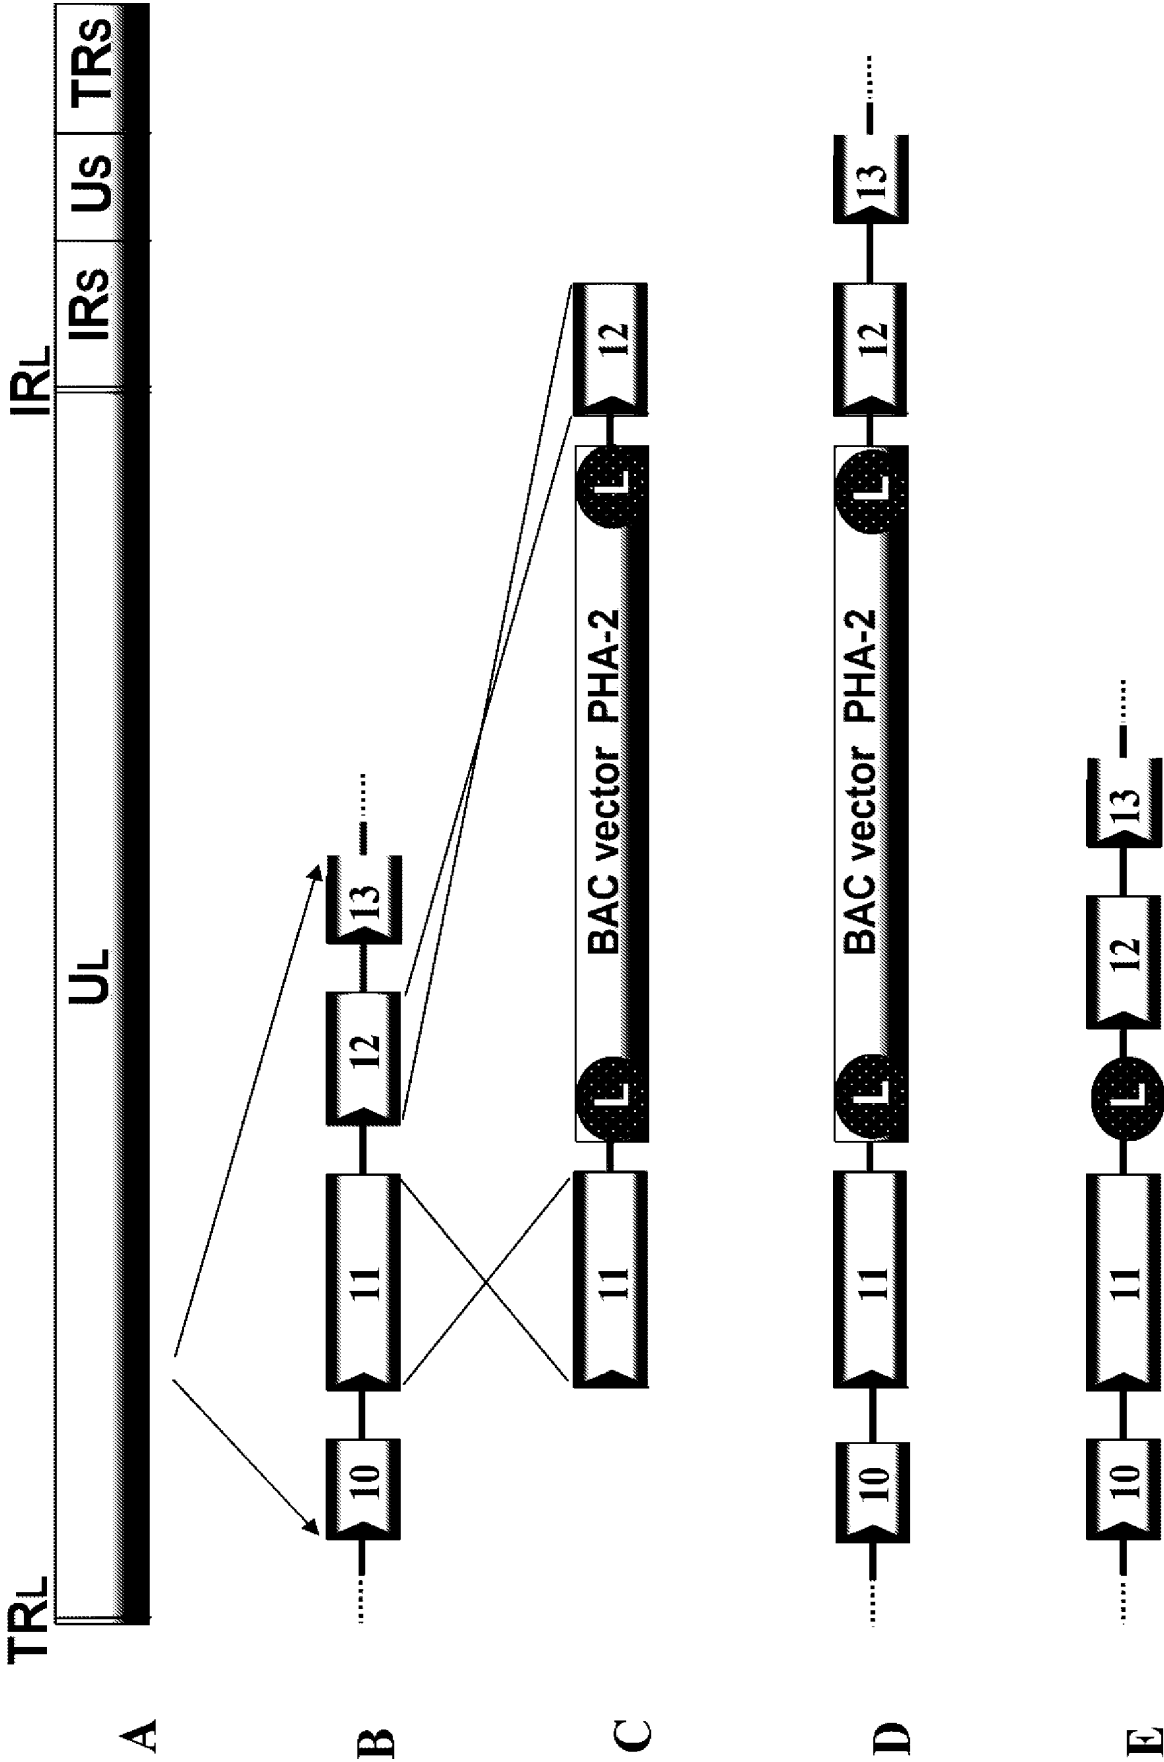 TRL IRL
UL IRS US TRS
A
B
10 11 12 13
C
11 L BAC vector PHA-2 L 12
D
10 11 L BAC vector PHA-2 L 12 13
E
10 11 L 12 13